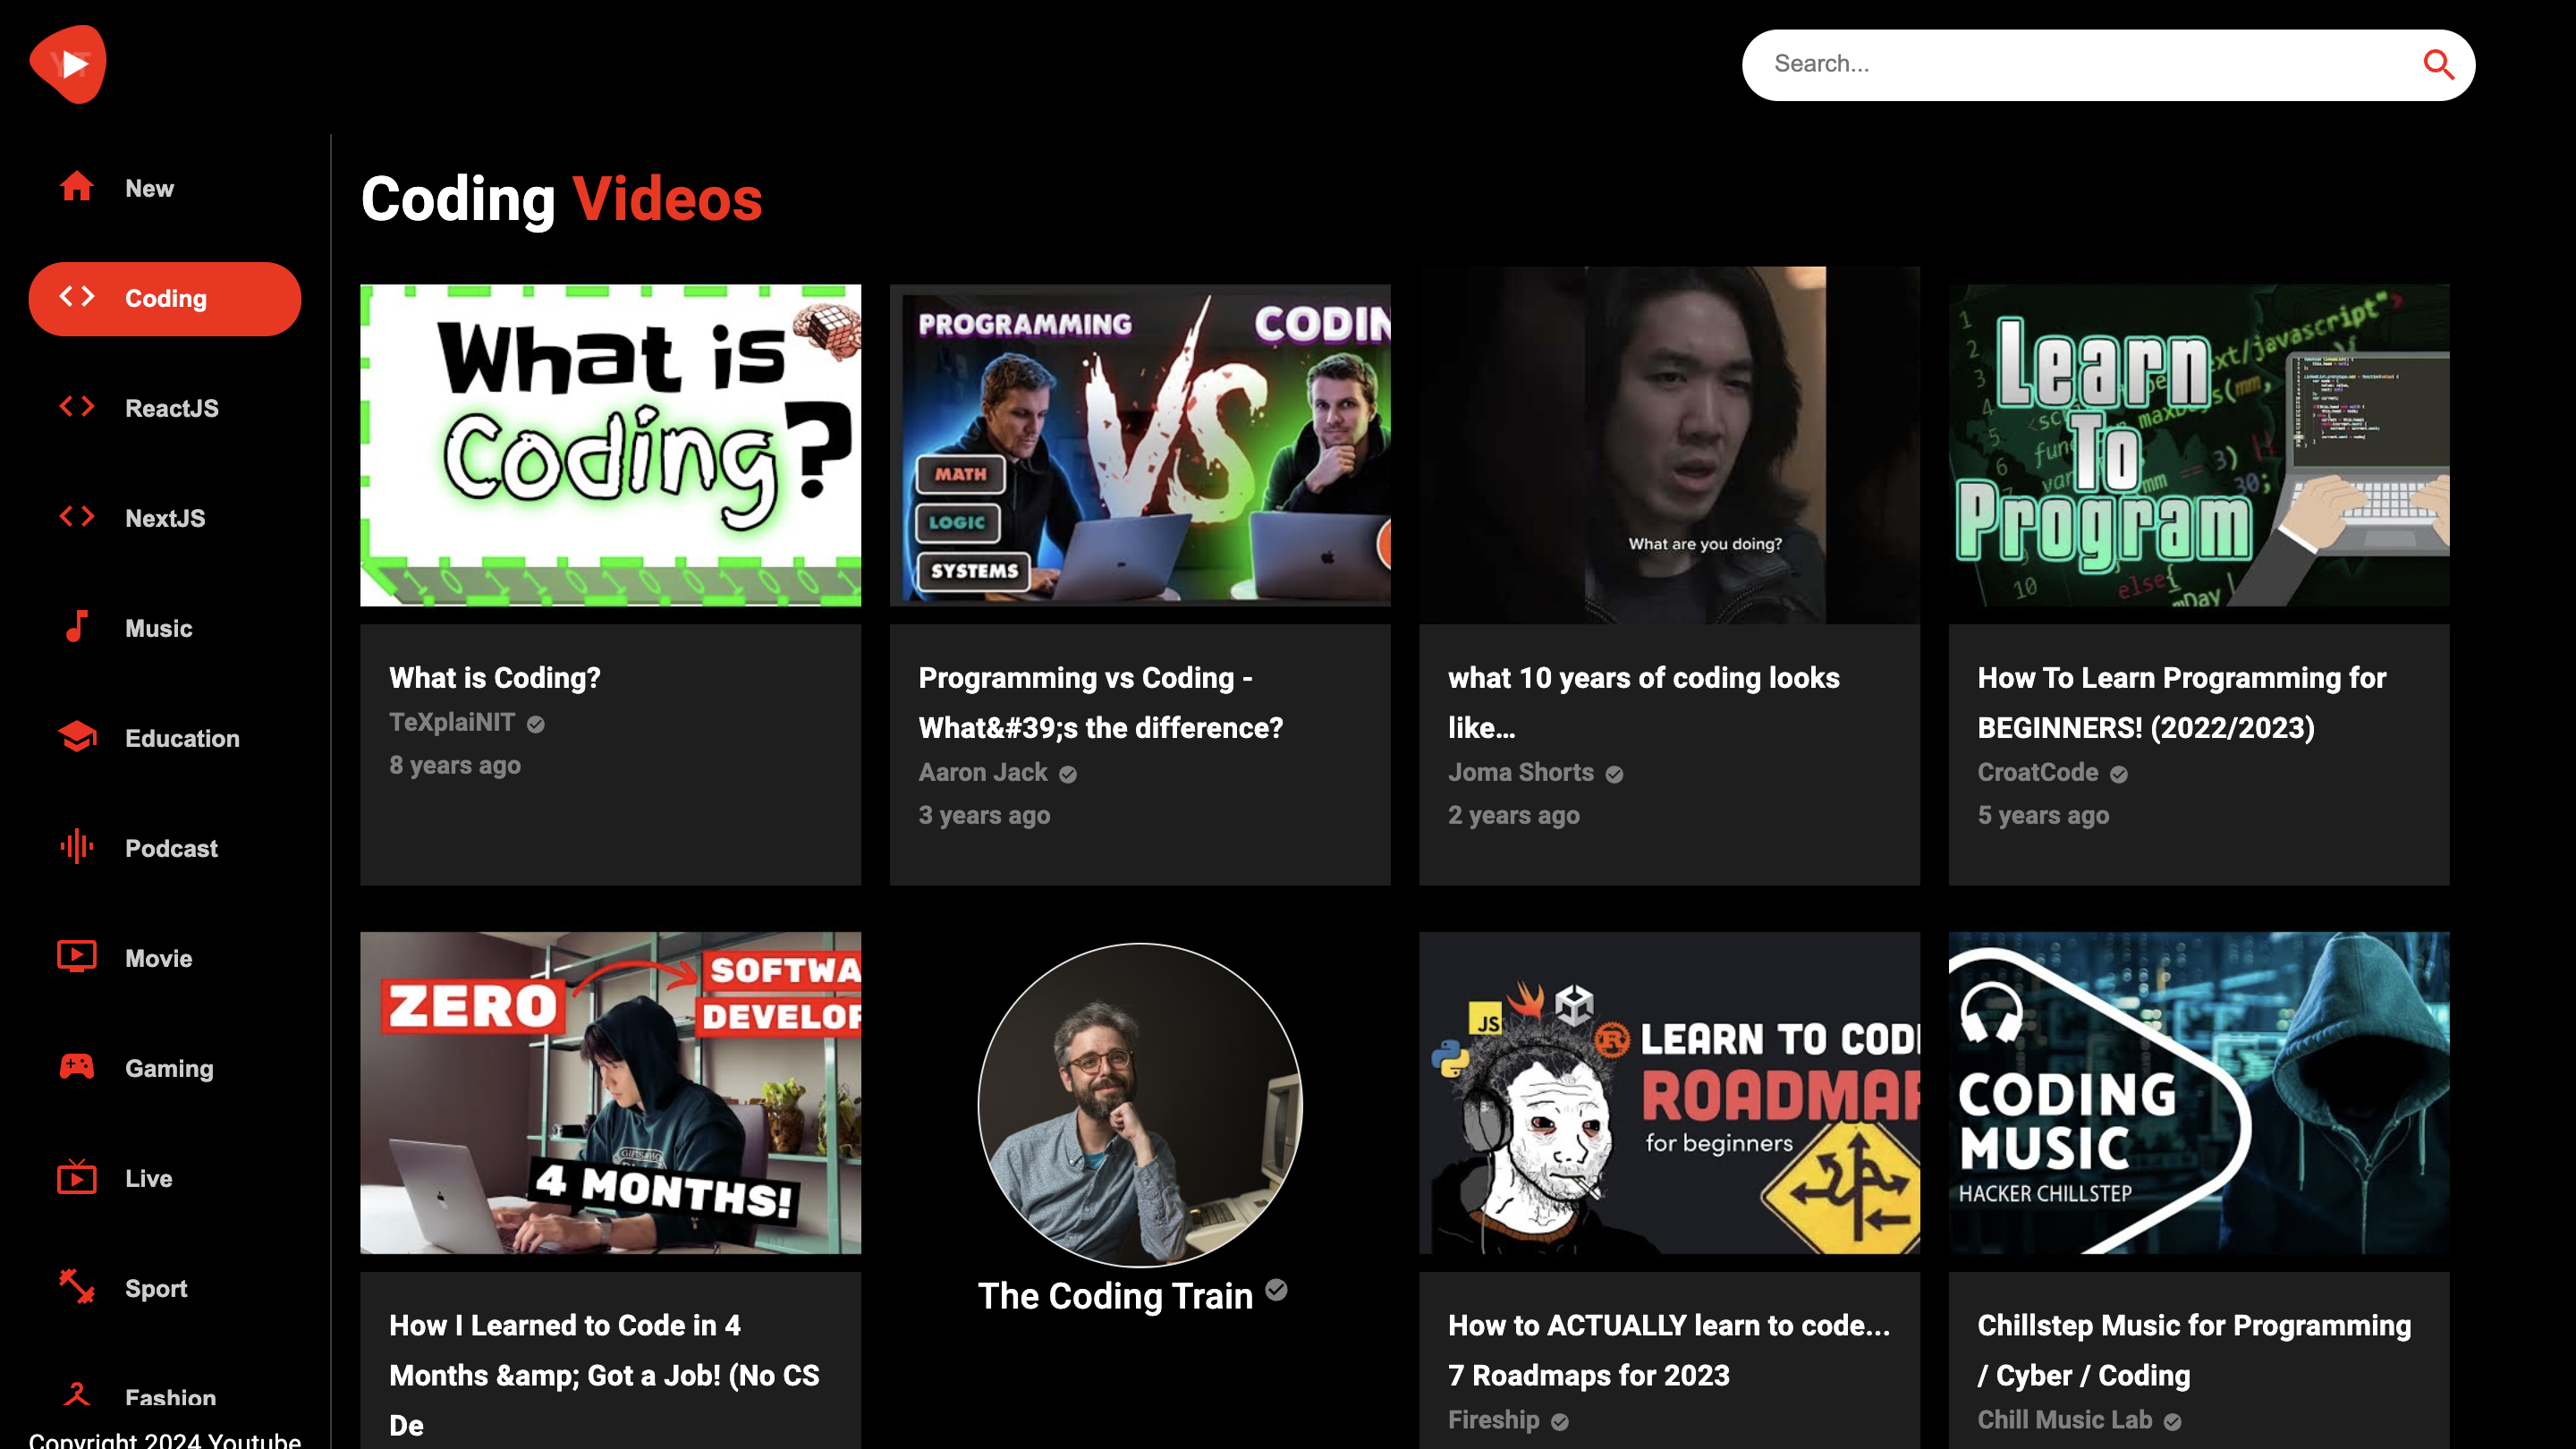 Search...
New
Coding
ReactJS
NextJS
Music
Education
Podcast
Movie
Gaming
Live
Sport
Fashion
Copyright 2024 Youtube
Coding Videos
What is
Coding?
What is Coding?
TeXplaiNIT
8 years ago
PROGRAMMING
CODIN
VS
MATH
LOGIC
SYSTEMS
Programming vs Coding -
What&#39;s the difference?
Aaron Jack
3 years ago
What are you doing?
what 10 years of coding looks
like...
Joma Shorts
2 years ago
Learn
To
Program
How To Learn Programming for
BEGINNERS! (2022/2023)
CroatCode
5 years ago
ZERO
SOFTWA
DEVELOP
4 MONTHS!
How I Learned to Code in 4
Months &amp; Got a Job! (No CS
De
The Coding Train
JS
R
LEARN TO CODE
ROADMAP
for beginners
How to ACTUALLY learn to code...
7 Roadmaps for 2023
Fireship
CODING
MUSIC
HACKER CHILLSTEP
Chillstep Music for Programming
/ Cyber / Coding
Chill Music Lab